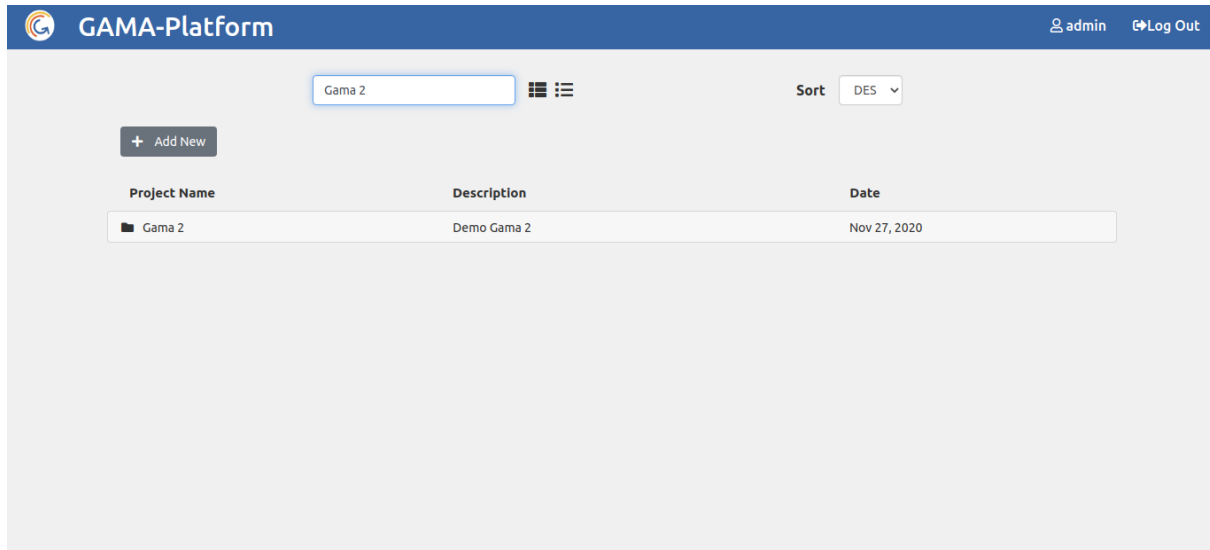 GAMA-Platform admin Log Out
Gama 2 Sort DES
+ Add New
Project Name Description Date
Gama 2 Demo Gama 2 Nov 27, 2020